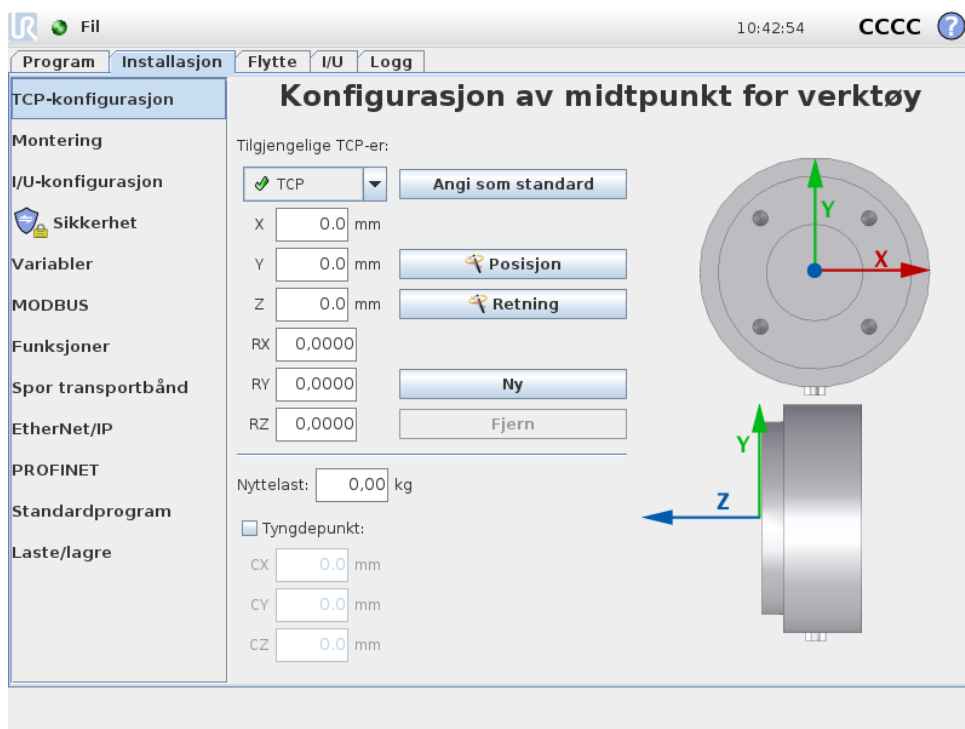 UR Fil 10:42:54 CCCC ?
Program Installasjon Flytte I/U Logg
TCP-konfigurasjon
Montering
I/U-konfigurasjon
Sikkerhet
Variabler
MODBUS
Funksjoner
Spor transportbånd
EtherNet/IP
PROFINET
Standardprogram
Laste/lagre
Konfigurasjon av midtpunkt for verktøy
Tilgjengelige TCP-er:
TCP Angi som standard
X 0.0 mm
Y 0.0 mm Posisjon
Z 0.0 mm Retning
RX 0,0000
RY 0,0000 Ny
RZ 0,0000 Fjern
Nyttelast: 0,00 kg
Tyngdepunkt:
CX 0.0 mm
CY 0.0 mm
CZ 0.0 mm
Y
X
Y
Z